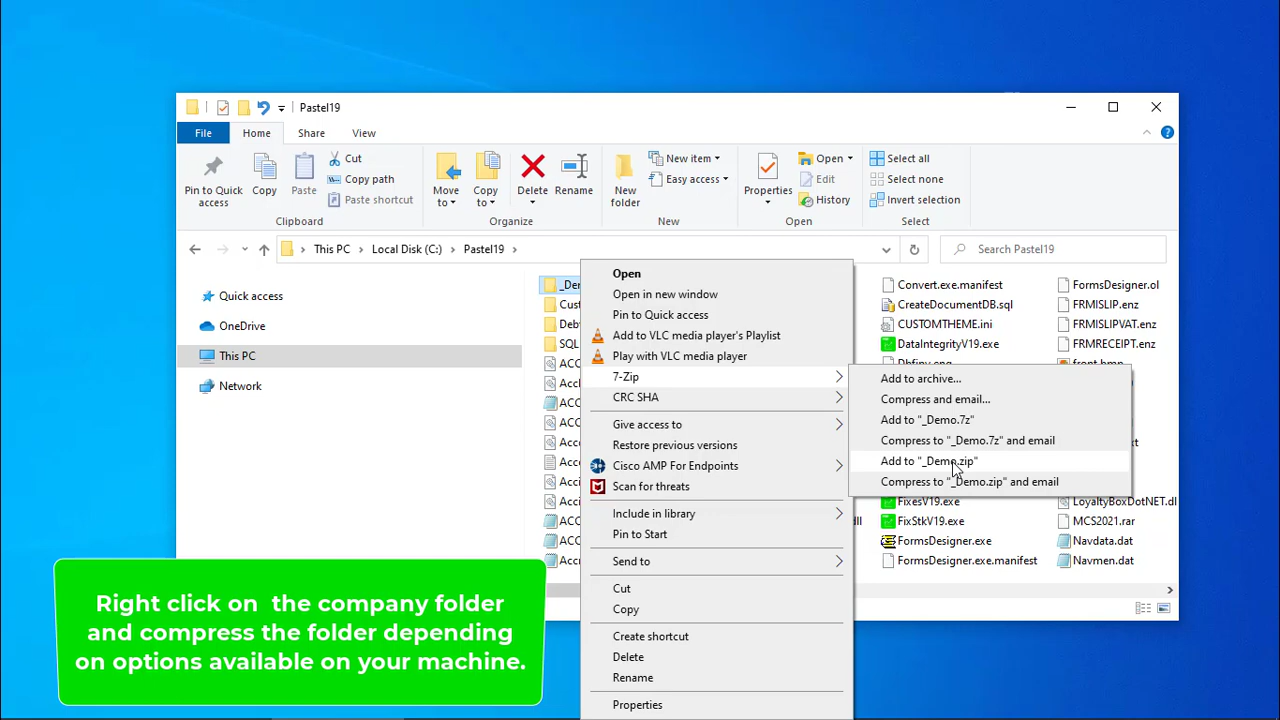 Pastel19
File
Home
Share
View
Pin to Quick
access
Copy
Paste
Cut
Copy path
Paste shortcut
Clipboard
Move
to
Copy
to
Delete
Rename
Organize
New
folder
New item
Easy access
New
Properties
Open
Edit
History
Open
Select all
Select none
Invert selection
Select
This PC
Local Disk (C:)
Pastel19
Search Pastel19
Quick access
OneDrive
This PC
Network
Open
Open in new window
Pin to Quick access
Add to VLC media player's Playlist
Play with VLC media player
7-Zip
CRC SHA
Give access to
Restore previous versions
Cisco AMP For Endpoints
Scan for threats
Include in library
Pin to Start
Send to
Cut
Copy
Create shortcut
Delete
Rename
Properties
Add to archive...
Compress and email...
Add to "_Demo.7z"
Compress to "_Demo.7z" and email
Add to "_Demo.zip"
Compress to "_Demo.zip" and email
Convert.exe.manifest
CreateDocumentDB.sql
CUSTOMTHEME.ini
DataIntegrityV19.exe
FixesV19.exe
FixStkV19.exe
FormsDesigner.exe
FormsDesigner.exe.manifest
FormsDesigner.ol
FRMISLIP.enz
FRMISLIPVAT.enz
FRMRECEIPT.enz
LoyaltyBoxDotNET.dl
MCS2021.rar
Navdata.dat
Navmen.dat
Right click on the company folder
and compress the folder depending
on options available on your machine.